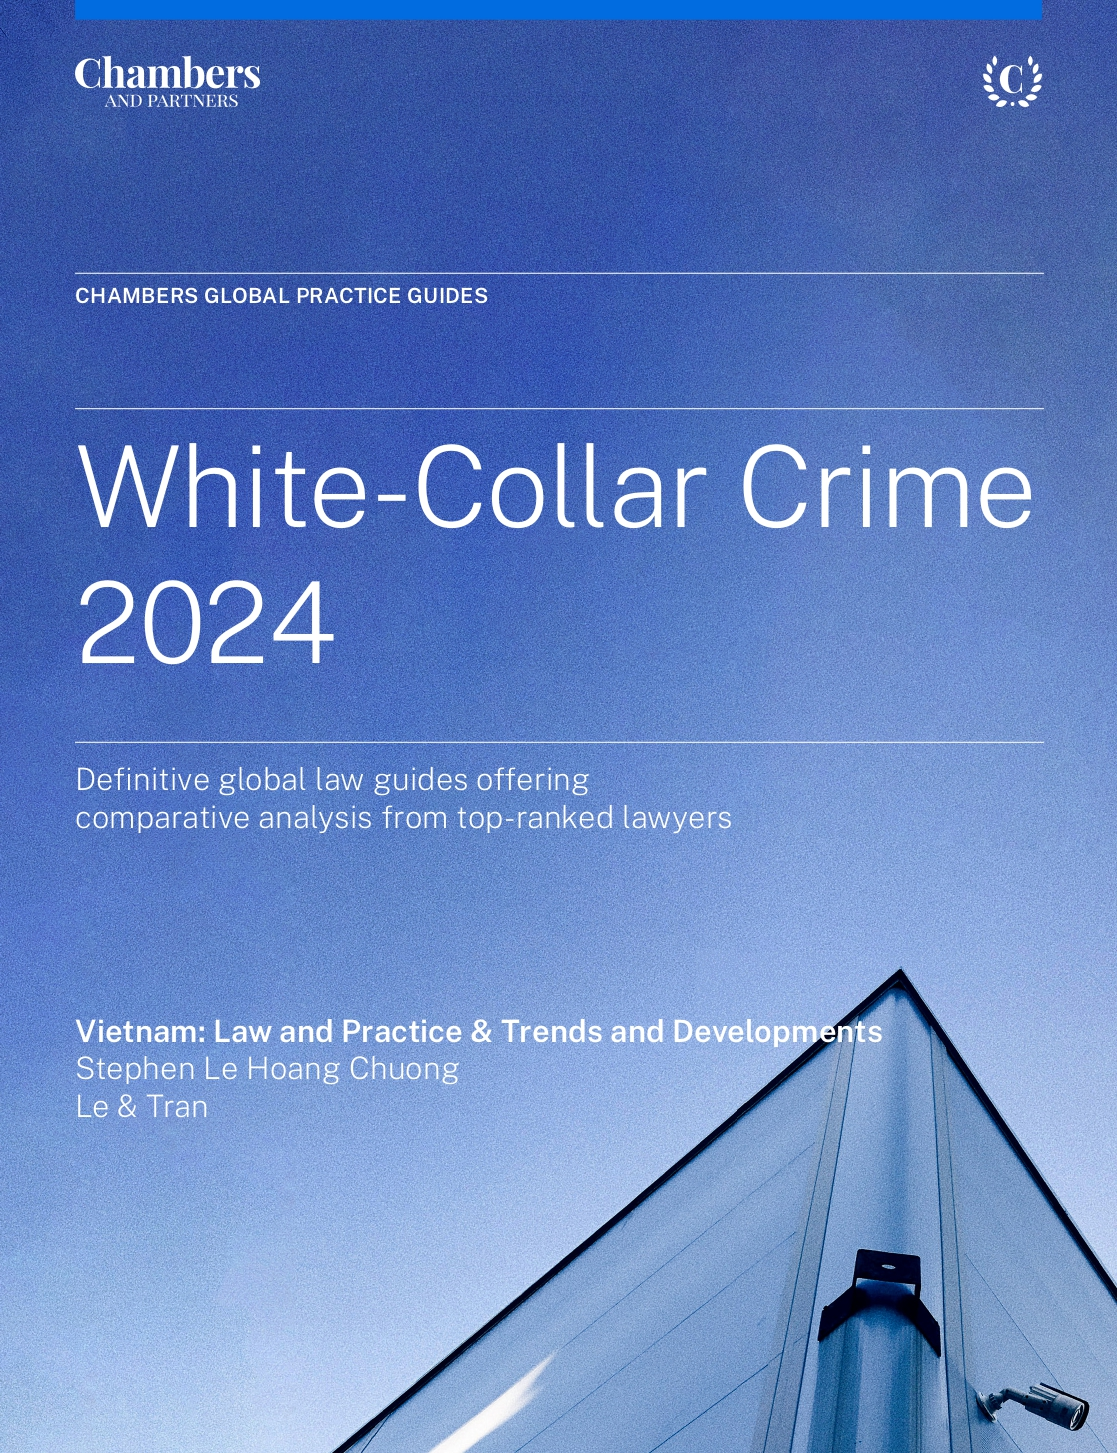 Chambers
AND PARTNERS
C
CHAMBERS GLOBAL PRACTICE GUIDES
White-Collar Crime
2024
Definitive global law guides offering
comparative analysis from top-ranked lawyers
Vietnam: Law and Practice & Trends and Developments
Stephen Le Hoang Chuong
Le & Tran